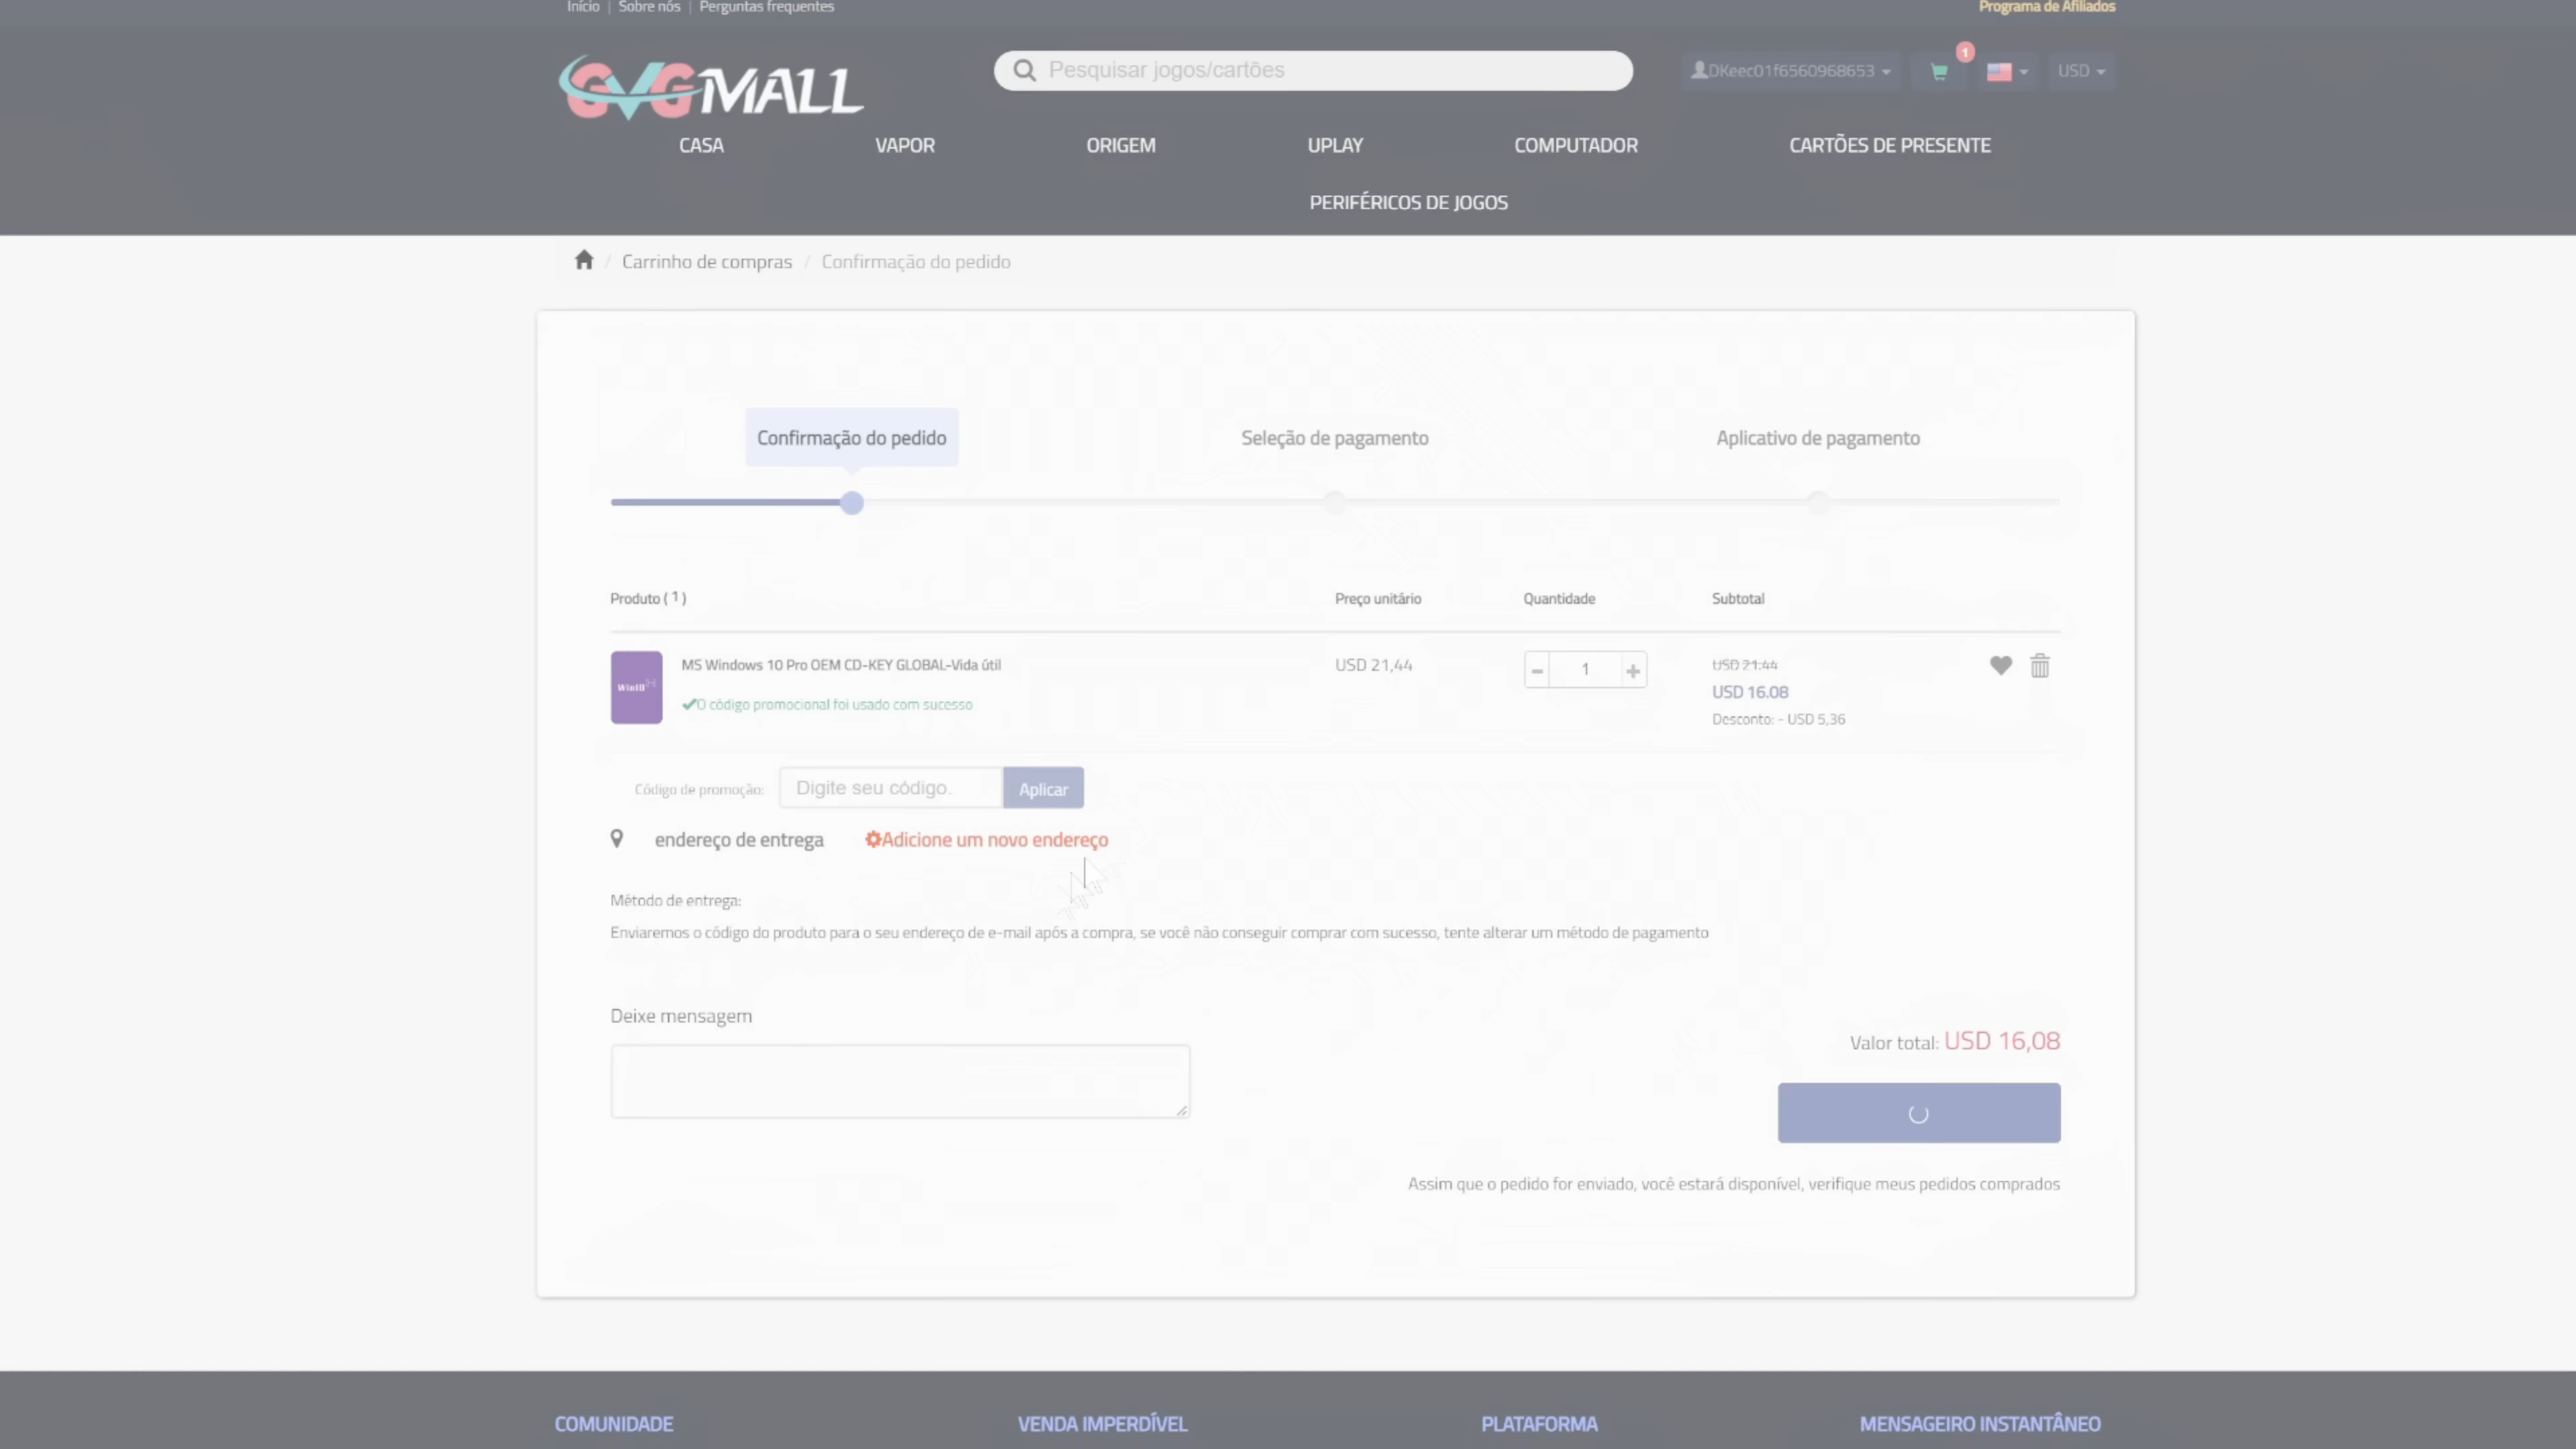 Início | Sobre nós | Perguntas frequentes
Programa de Afiliados
GVGMALL
Pesquisar jogos/cartões
DKeec01f6560968653
1
USD
CASA
VAPOR
ORIGEM
UPLAY
COMPUTADOR
CARTÕES DE PRESENTE
PERIFÉRICOS DE JOGOS
/ Carrinho de compras / Confirmação do pedido
Confirmação do pedido
Seleção de pagamento
Aplicativo de pagamento
Produto ( 1 )
Preço unitário
Quantidade
Subtotal
Win10
MS Windows 10 Pro OEM CD-KEY GLOBAL-Vida útil
USD 21,44
1
USD 21.44
USD 16.08
O código promocional foi usado com sucesso
Desconto: - USD 5,36
Código de promoção:
Digite seu código.
Aplicar
endereço de entrega
Adicione um novo endereço
Método de entrega:
Enviaremos o código do produto para o seu endereço de e-mail após a compra, se você não conseguir comprar com sucesso, tente alterar um método de pagamento
Deixe mensagem
Valor total: USD 16,08
Assim que o pedido for enviado, você estará disponível, verifique meus pedidos comprados
COMUNIDADE
VENDA IMPERDÍVEL
PLATAFORMA
MENSAGEIRO INSTANTÂNEO